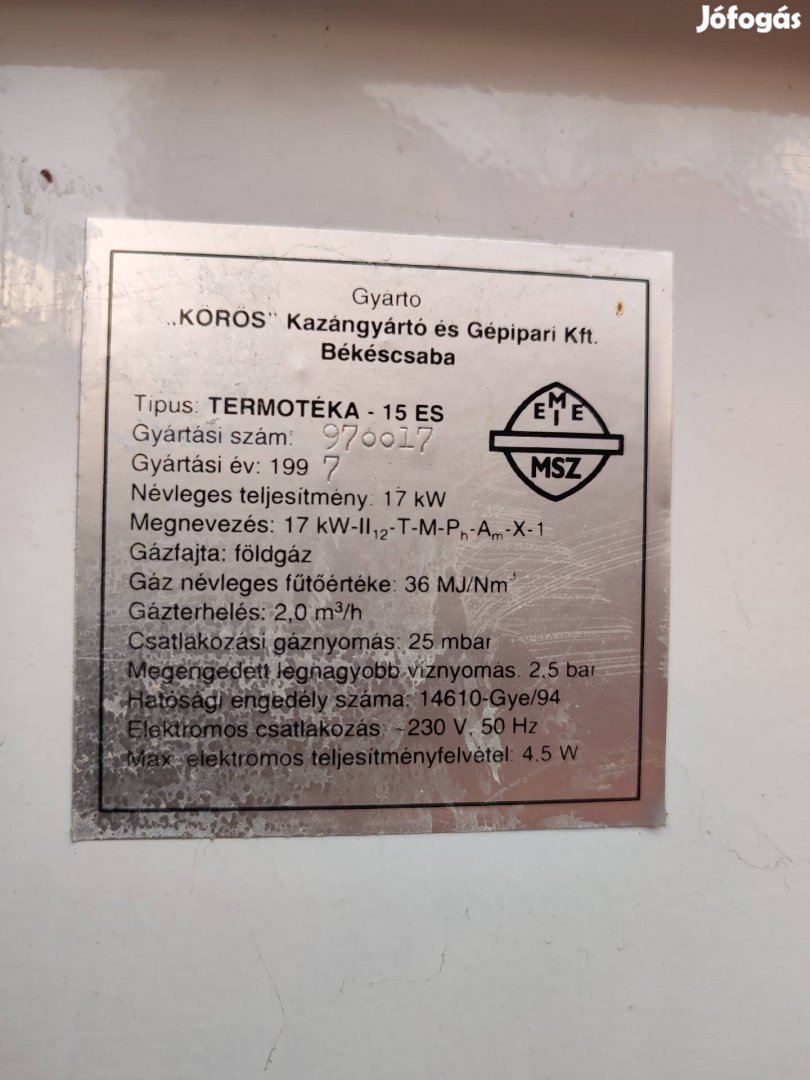 Jófogás
Gyártó
„KÖRÖS" Kazángyártó és Gépipari Kft.
Békéscsaba
Típus: TERMOTÉKA - 15 ES
Gyártási szám: 970017
Gyártási év: 199 7
Névleges teljesítmény: 17 kW
Megnevezés: 17 kW-II₁₂-T-M-Pₕ-Aₘ-X-1
Gázfajta: földgáz
Gáz névleges fűtőértéke: 36 MJ/Nm³
Gázterhelés: 2,0 m³/h
Csatlakozási gáznyomás: 25 mbar
Megengedett legnagyobb víznyomás: 2,5 bar
Hatósági engedély száma: 14610-Gye/94
Elektromos csatlakozás: ~230 V, 50 Hz
Max. elektromos teljesítményfelvétel: 4,5 W
EMIE
MSZ